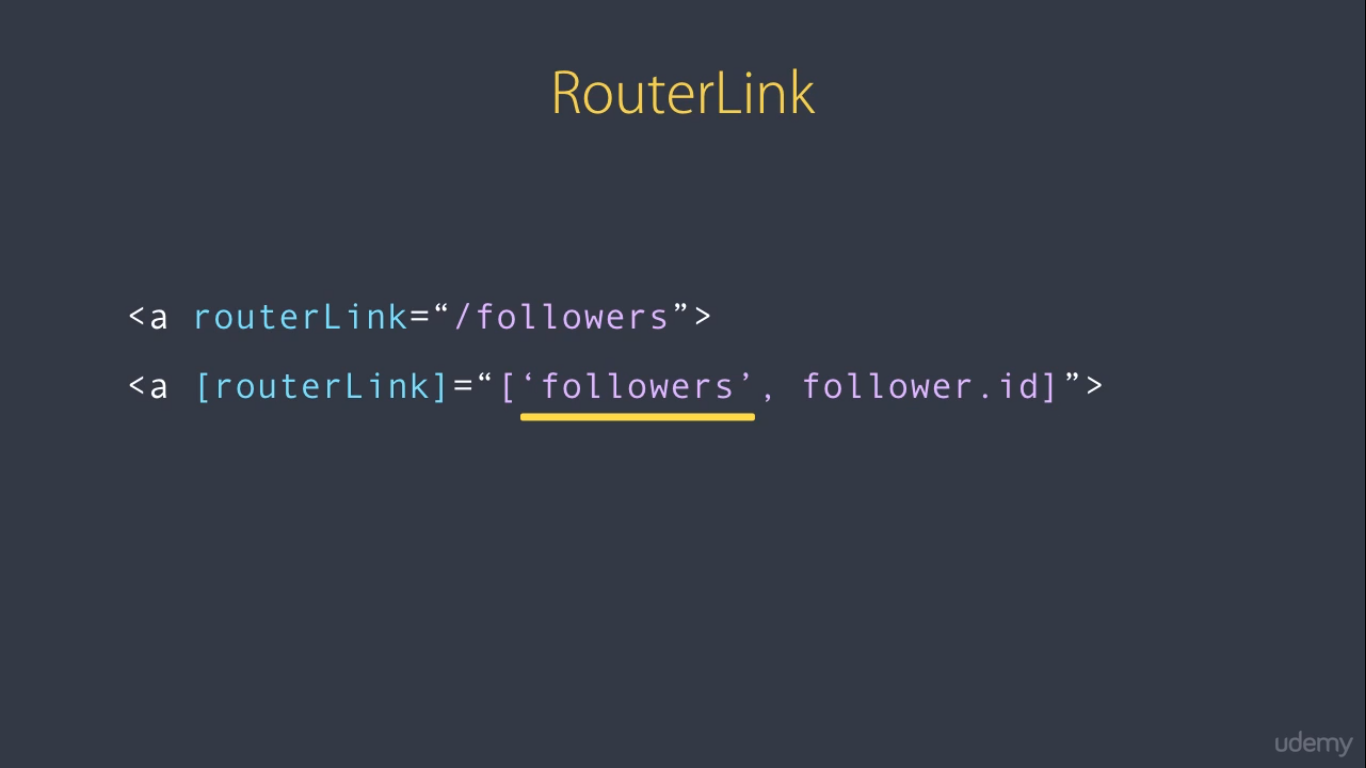 RouterLink
<a routerLink=“/followers”>
<a [routerLink]=“[‘followers’, follower.id]”>
udemy